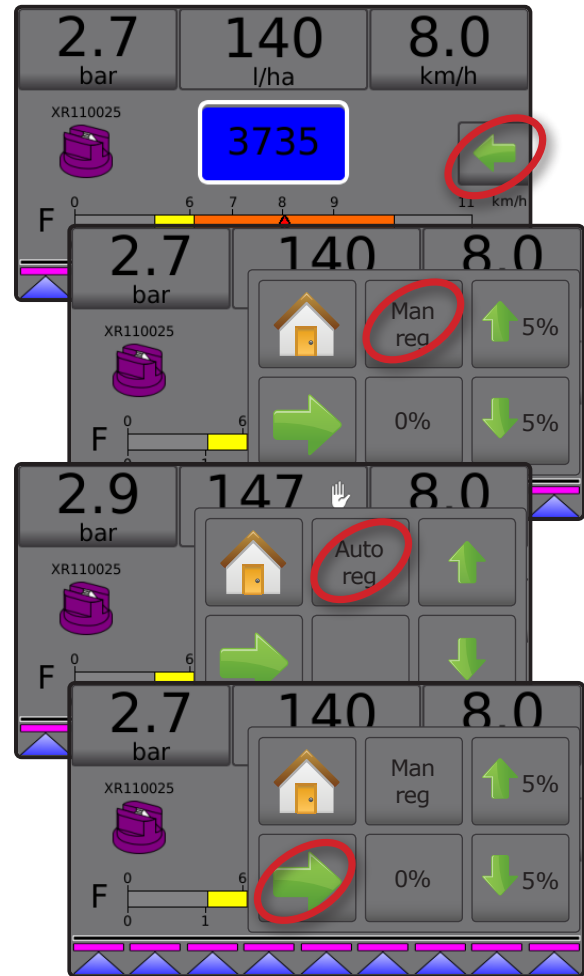 2.7 140 8.0
bar l/ha km/h
XR110025
3735
0 6 7 8 9 11 km/h
F
2.7 140 8.0
bar
XR110025
Man
reg
5%
0%
5%
0 6
F
2.9 147 8.0
bar
XR110025
Auto
reg
0 6
F
2.7 140 8.0
bar
XR110025
Man
reg
5%
0%
5%
0 6
F
0 1